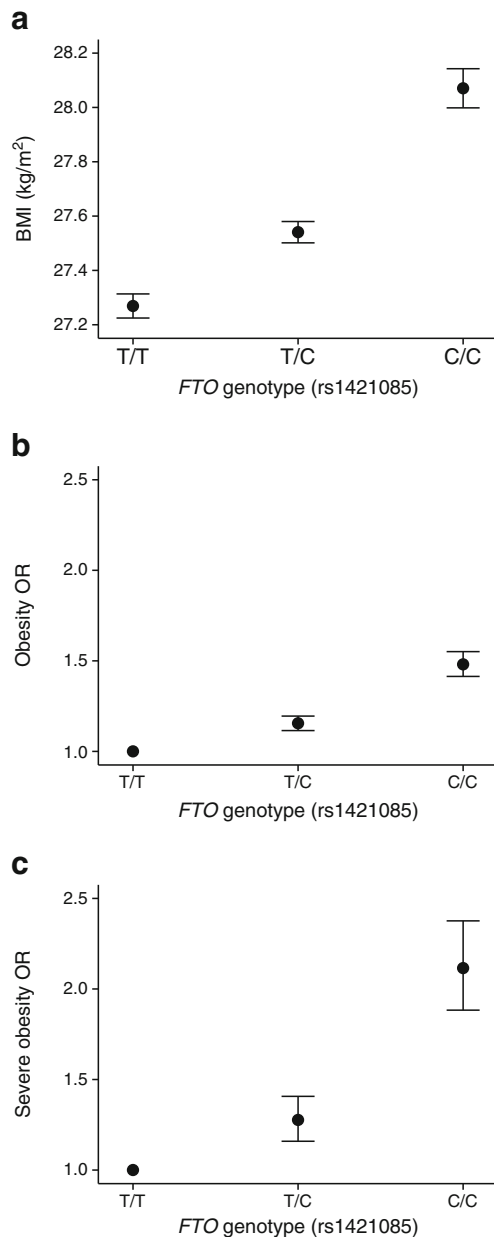 a
28.2
28.0
27.8
27.6
27.4
27.2
BMI (kg/m²)
T/T T/C C/C
FTO genotype (rs1421085)
b
2.5
2.0
1.5
1.0
Obesity OR
T/T T/C C/C
FTO genotype (rs1421085)
c
2.5
2.0
1.5
1.0
Severe obesity OR
T/T T/C C/C
FTO genotype (rs1421085)